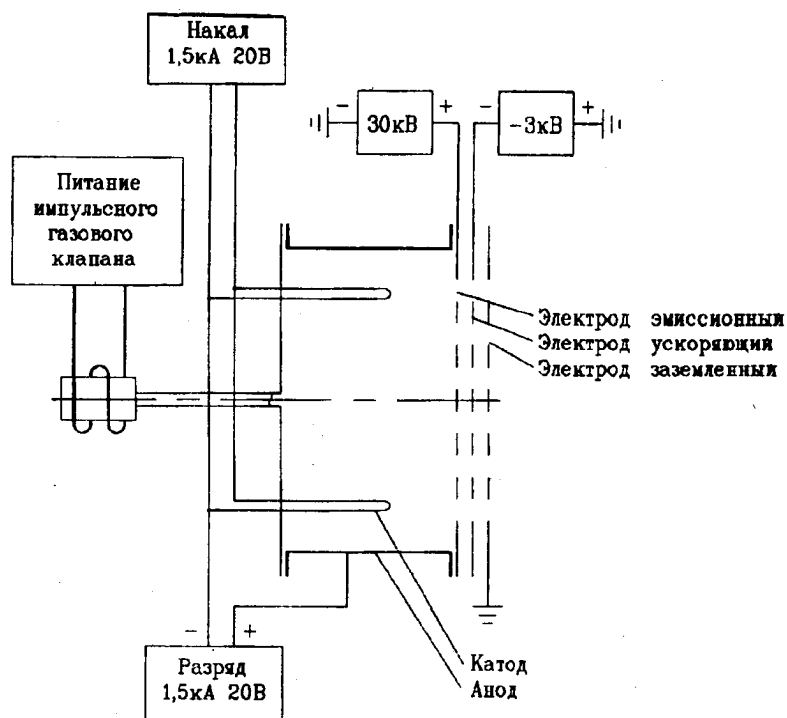 Накал
1,5кА 20В
−
30кВ
+
−
−3кВ
+
Питание
импульсного
газового
клапана
Электрод эмиссионный
Электрод ускоряющий
Электрод заземленный
−
+
Разряд
1,5кА 20В
Катод
Анод